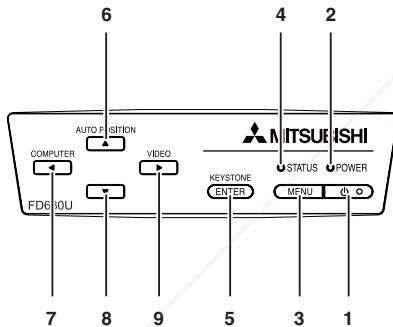 6 4 2
AUTO POSITION
MITSUBISHI
COMPUTER VIDEO
STATUS POWER
KEYSTONE
ENTER MENU
FD630U
7 8 9 5 3 1